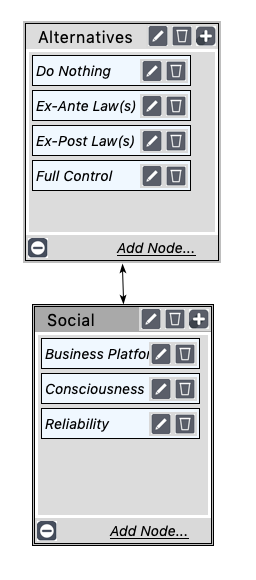 Alternatives
Do Nothing
Ex-Ante Law(s)
Ex-Post Law(s)
Full Control
Add Node...
Social
Business Platfor
Consciousness
Reliability
Add Node...